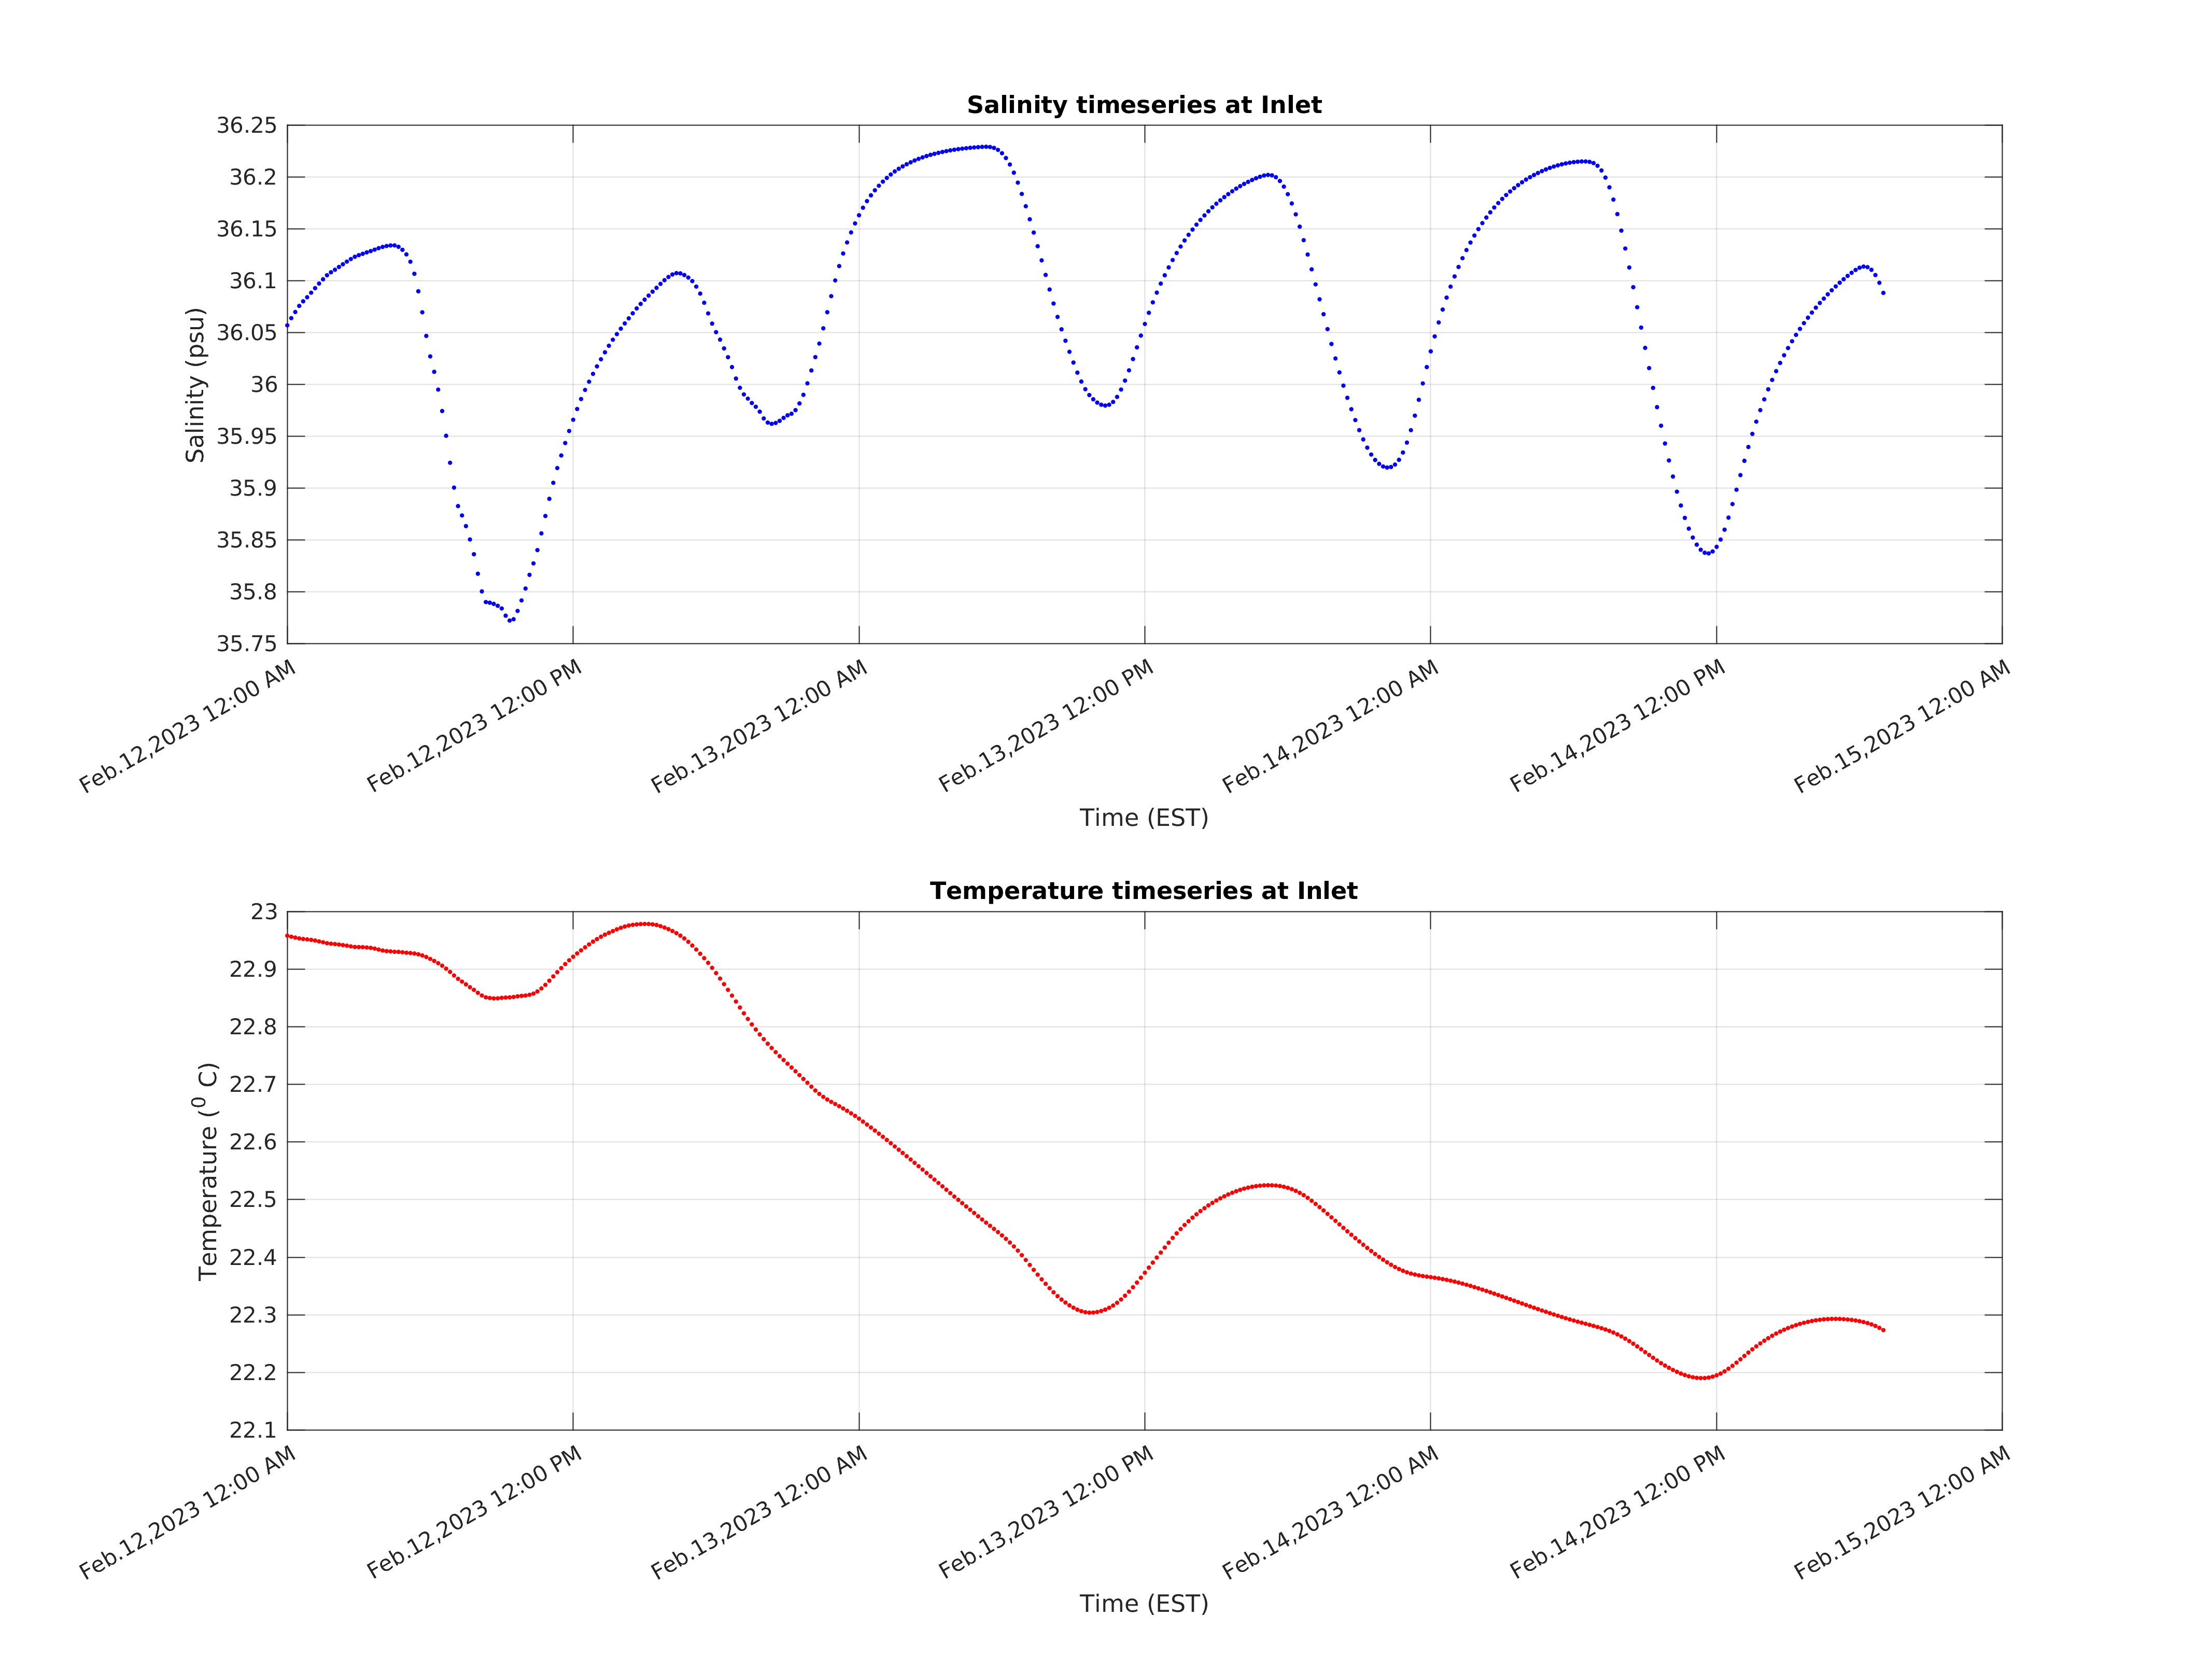 Salinity timeseries at Inlet
Salinity (psu)
36.25
36.2
36.15
36.1
36.05
36
35.95
35.9
35.85
35.8
35.75
Feb.12,2023 12:00 AM
Feb.12,2023 12:00 PM
Feb.13,2023 12:00 AM
Feb.13,2023 12:00 PM
Feb.14,2023 12:00 AM
Feb.14,2023 12:00 PM
Feb.15,2023 12:00 AM
Time (EST)
Temperature timeseries at Inlet
Temperature (⁰ C)
23
22.9
22.8
22.7
22.6
22.5
22.4
22.3
22.2
22.1
Feb.12,2023 12:00 AM
Feb.12,2023 12:00 PM
Feb.13,2023 12:00 AM
Feb.13,2023 12:00 PM
Feb.14,2023 12:00 AM
Feb.14,2023 12:00 PM
Feb.15,2023 12:00 AM
Time (EST)